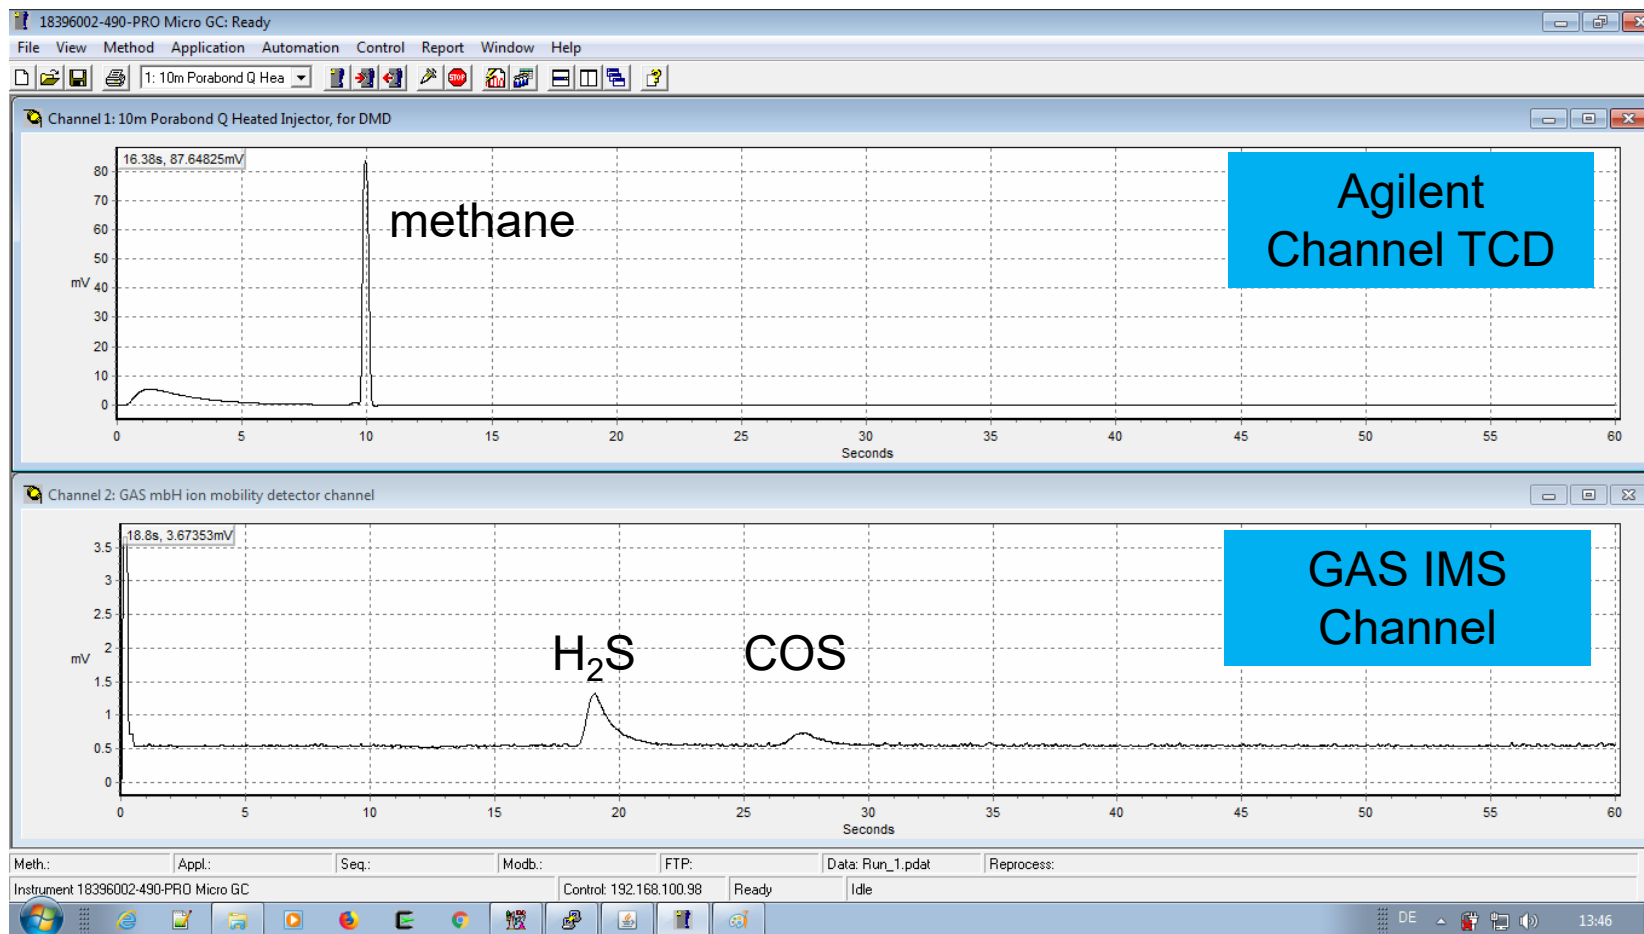 18396002-490-PRO Micro GC: Ready
File View Method Application Automation Control Report Window Help
1: 10m Porabond Q Hea
STOP
Channel 1: 10m Porabond Q Heated Injector, for DMD
16.38s, 87.64825mV
80
70
60
50
mV 40
30
20
10
0
methane
Agilent
Channel TCD
0 5 10 15 20 25 30 35 40 45 50 55 60
Seconds
Channel 2: GAS mbH ion mobility detector channel
18.8s, 3.67353mV
3.5
3
2.5
2
mV
1.5
1
0.5
0
H₂S COS
GAS IMS
Channel
0 5 10 15 20 25 30 35 40 45 50 55 60
Seconds
Meth.: Appl.: Seq.: Modb.: FTP: Data: Run_1.pdat Reprocess:
Instrument 18396002-490-PRO Micro GC Control: 192.168.100.98 Ready Idle
DE 13:46